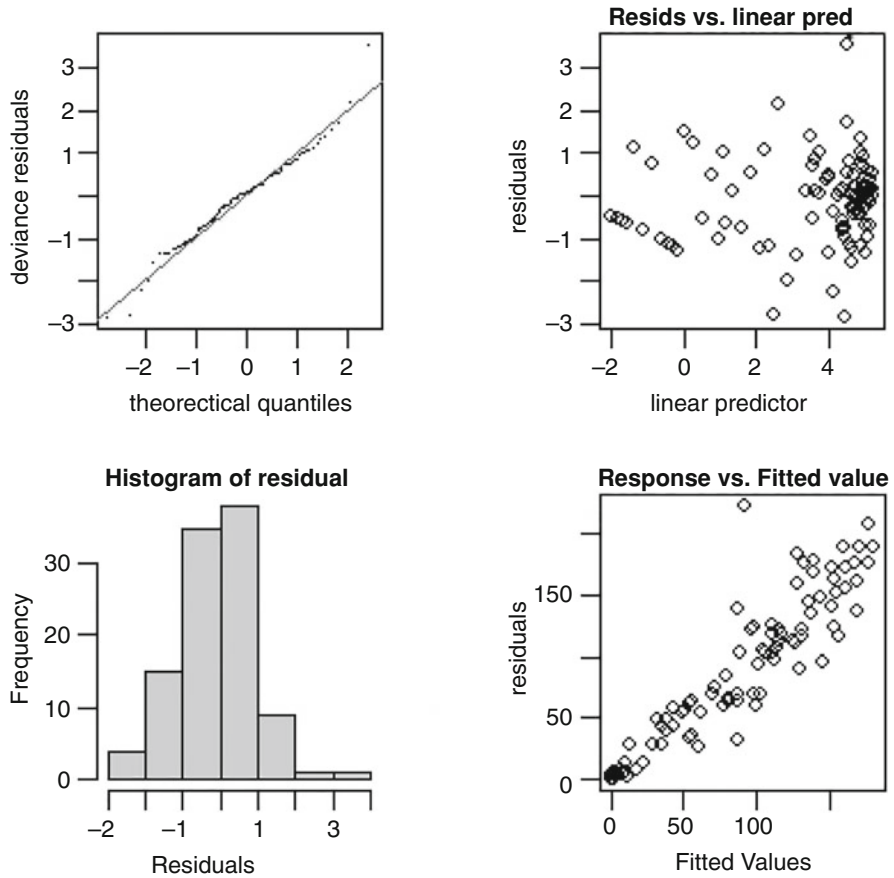 3
2
1
−1
−3
deviance residuals
−2 −1 0 1 2
theorectical quantiles
Resids vs. linear pred
3
2
1
−1
−3
residuals
−2 0 2 4
linear predictor
Histogram of residual
30
20
10
0
Frequency
−2 −1 1 3
Residuals
Response vs. Fitted value
150
50
0
residuals
0 50 100
Fitted Values